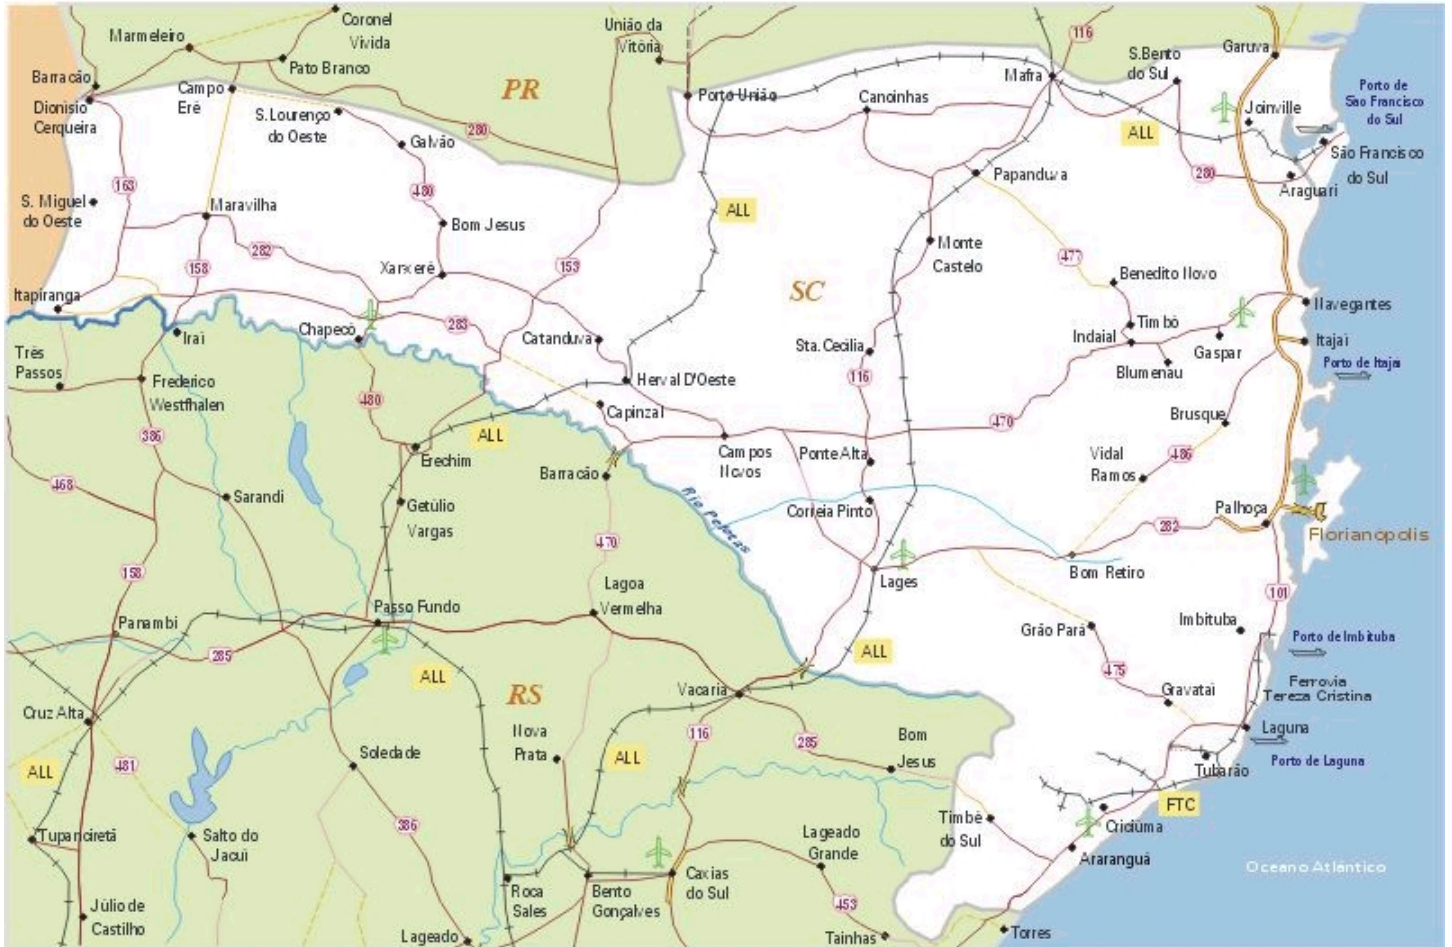 Coronel
Vivida
União da
Vitória
116
Marmeleiro
Garuva
S.Bento
do Sul
Pato Branco
Barracão
Mafra
PR
Campo
Erê
Porto União
Canoinhas
Porto de
São Francisco
do Sul
Dionisio
Cerqueira
S.Lourenço
do Oeste
Joinville
280
ALL
Galvão
São Francisco
do Sul
163
480
Papanduva
280
Araguari
S. Miguel
do Oeste
Maravilha
ALL
Bom Jesus
282
Monte
Castelo
477
158
Xanxerê
153
Benedito Novo
SC
Itapiranga
Navegantes
283
Timbó
Chapecó
Iraí
Catanduva
Indaial
Gaspar
Itajaí
Sta. Cecilia
Três
Passos
Blumenau
Porto de Itajaí
Frederico
Westfhalen
Herval D'Oeste
116
480
Capinzal
Brusque
470
386
ALL
Campos
Novos
Ponte Alta
Vidal
Ramos
486
Erechim
Barracão
468
Sarandi
Rio Pelotas
Getúlio
Vargas
Correia Pinto
Palhoça
282
Florianópolis
470
158
Lages
Bom Retiro
Lagoa
Vermelha
101
Passo Fundo
Panambi
Imbituba
Grão Pará
Porto de Imbituba
285
ALL
ALL
475
Ferrovia
Tereza Cristina
RS
Vacaria
Gravatai
Cruz Alta
Laguna
Nova
Prata
116
285
Bom
Jesus
Soledade
ALL
Porto de Laguna
ALL
481
Tubarão
FTC
Timbé
do Sul
Criciúma
386
Tupanciretã
Salto do
Jacuí
Lageado
Grande
Araranguá
Oceano Atlántico
Roca
Sales
Bento
Gonçalves
Caxias
do Sul
453
Júlio de
Castilho
Lageado
Tainhas
Torres